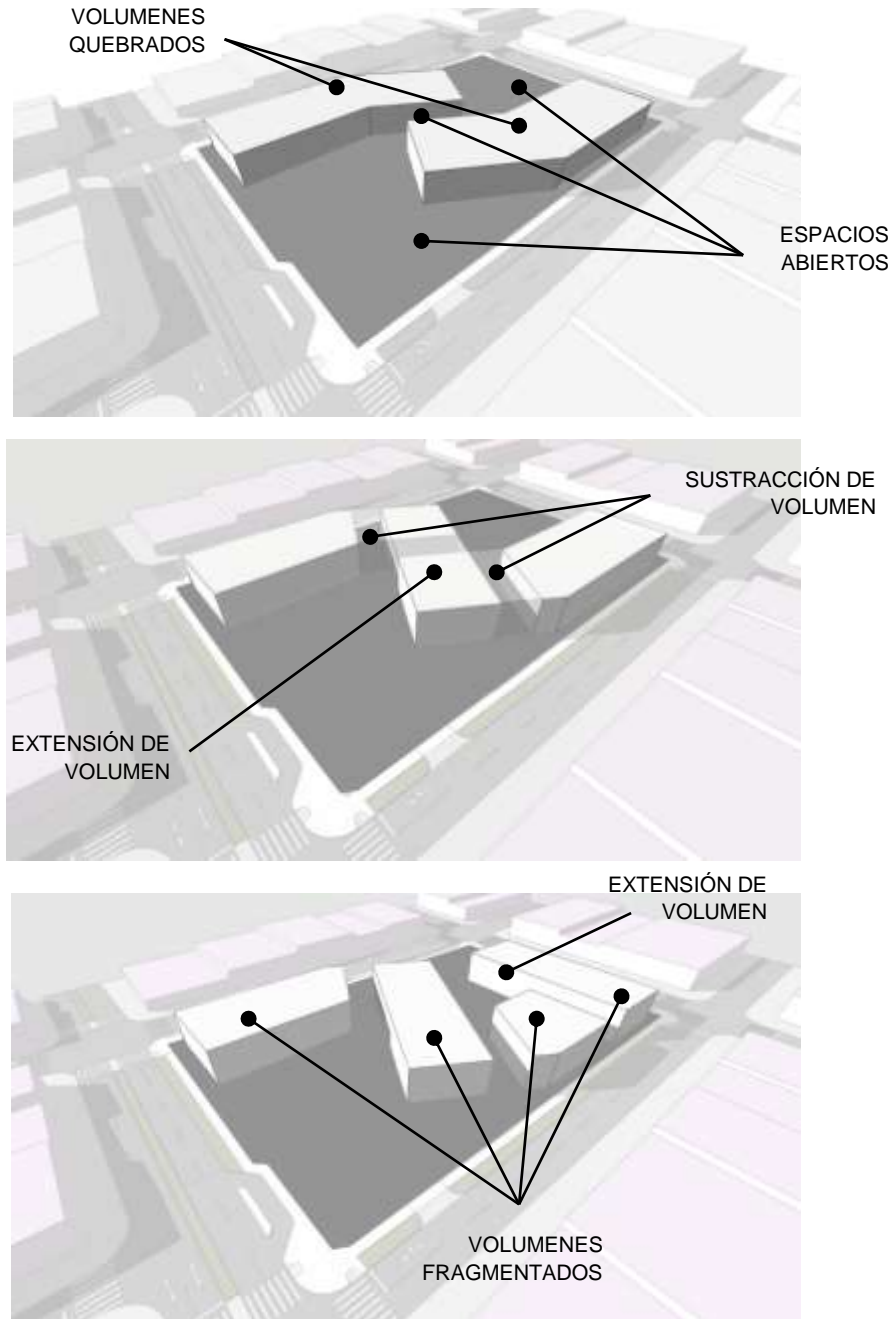 VOLUMENES
QUEBRADOS
ESPACIOS
ABIERTOS
SUSTRACCIÓN DE
VOLUMEN
EXTENSIÓN DE
VOLUMEN
EXTENSIÓN DE
VOLUMEN
VOLUMENES
FRAGMENTADOS